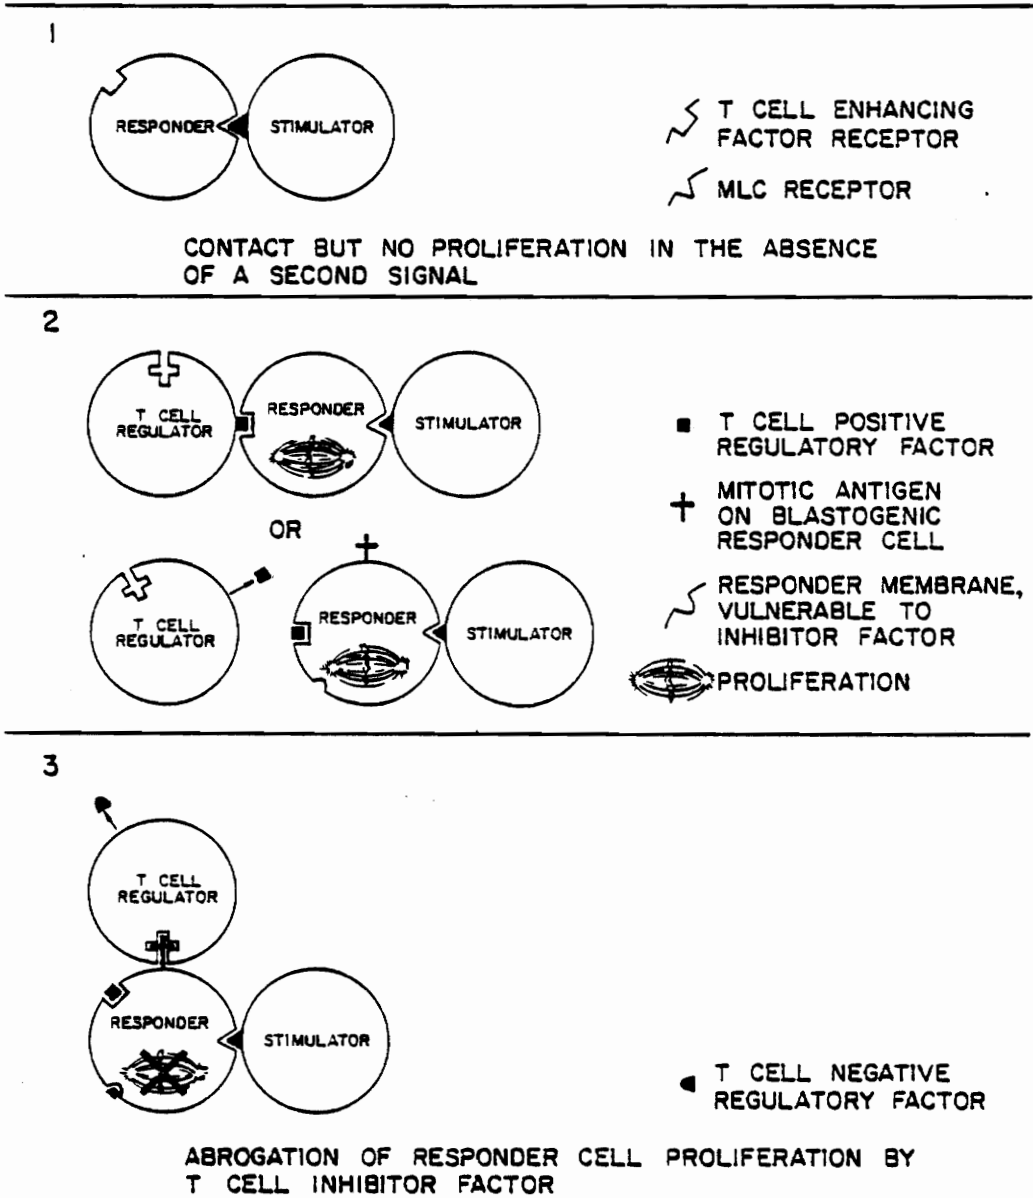 1
RESPONDER
STIMULATOR
T CELL ENHANCING
FACTOR RECEPTOR
MLC RECEPTOR
CONTACT BUT NO PROLIFERATION IN THE ABSENCE
OF A SECOND SIGNAL
2
T CELL
REGULATOR
RESPONDER
STIMULATOR
T CELL POSITIVE
REGULATORY FACTOR
MITOTIC ANTIGEN
ON BLASTOGENIC
RESPONDER CELL
OR
T CELL
REGULATOR
RESPONDER
STIMULATOR
RESPONDER MEMBRANE,
VULNERABLE TO
INHIBITOR FACTOR
PROLIFERATION
3
T CELL
REGULATOR
RESPONDER
STIMULATOR
T CELL NEGATIVE
REGULATORY FACTOR
ABROGATION OF RESPONDER CELL PROLIFERATION BY
T CELL INHIBITOR FACTOR